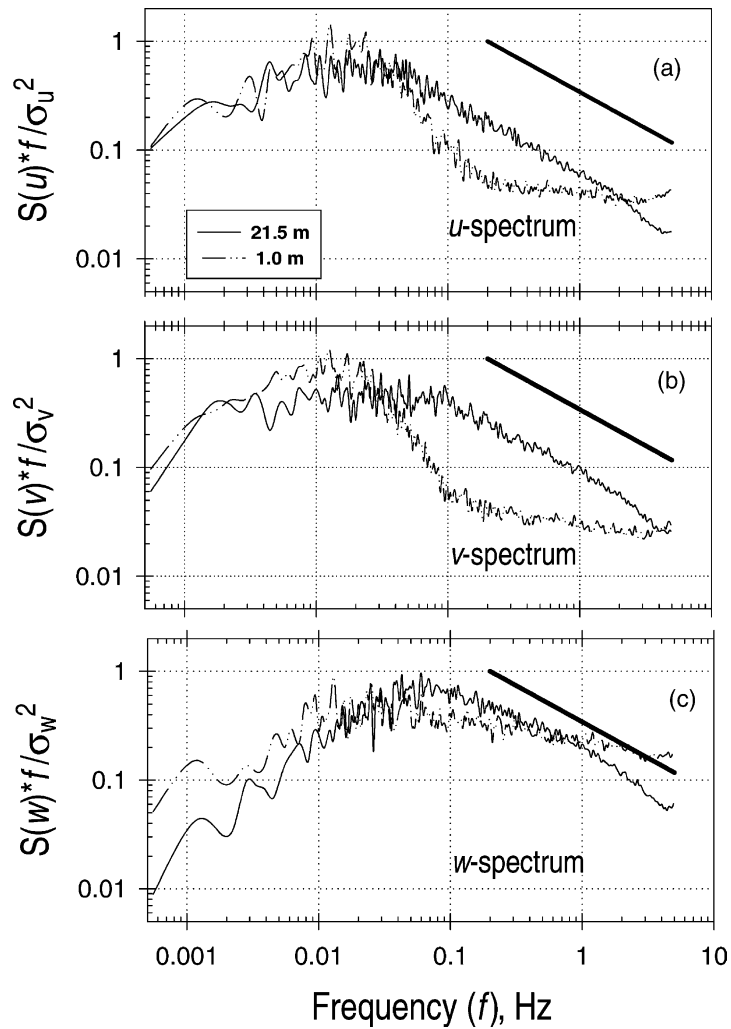 1
0.1
0.01
S(u)*f/σu²
(a)
21.5 m
1.0 m
u-spectrum
1
0.1
0.01
S(v)*f/σv²
(b)
v-spectrum
1
0.1
0.01
S(w)*f/σw²
(c)
w-spectrum
0.001 0.01 0.1 1 10
Frequency (f), Hz